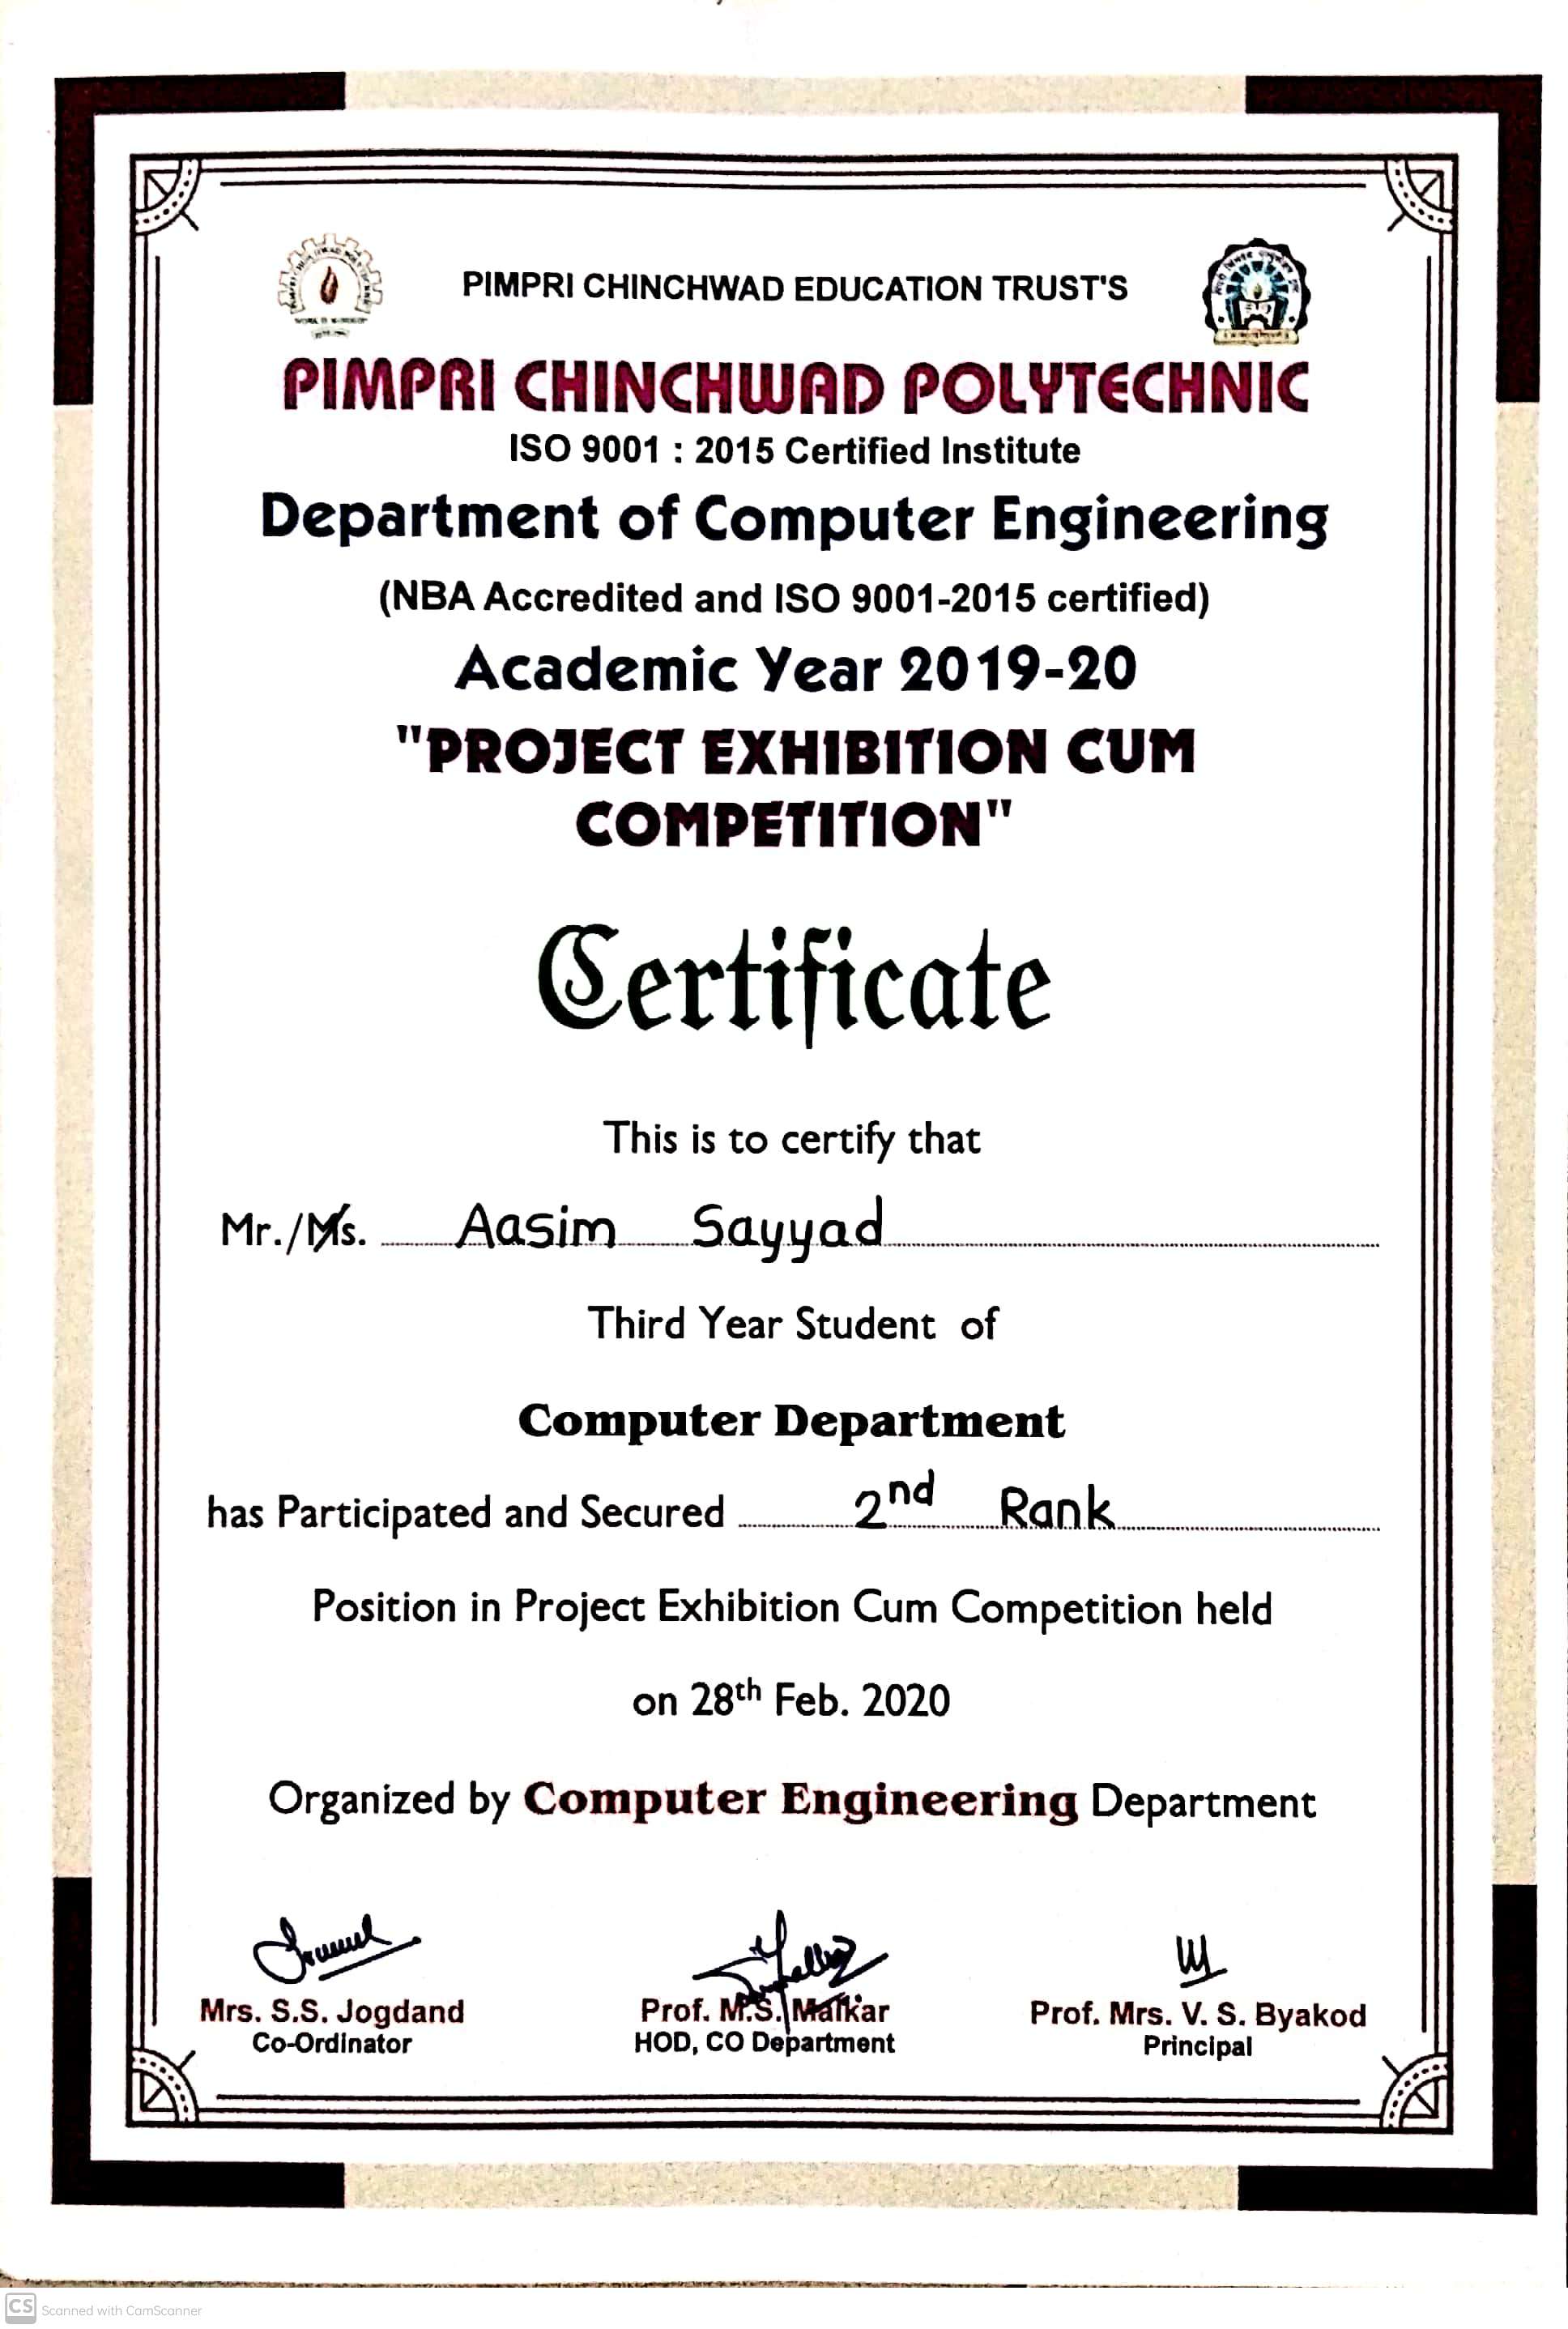 PIMPRI CHINCHWAD EDUCATION TRUST'S
PIMPRI CHINCHWAD POLYTECHNIC
ISO 9001 : 2015 Certified Institute
Department of Computer Engineering
(NBA Accredited and ISO 9001-2015 certified)
Academic Year 2019-20
"PROJECT EXHIBITION CUM
COMPETITION"
Certificate
This is to certify that
Mr./Ms. Aasim Sayyad
Third Year Student of
Computer Department
has Participated and Secured 2nd Rank
Position in Project Exhibition Cum Competition held
on 28th Feb. 2020
Organized by Computer Engineering Department
Mrs. S.S. Jogdand Prof. M.S. Malkar Prof. Mrs. V. S. Byakod
Co-Ordinator HOD, CO Department Principal
CS Scanned with CamScanner